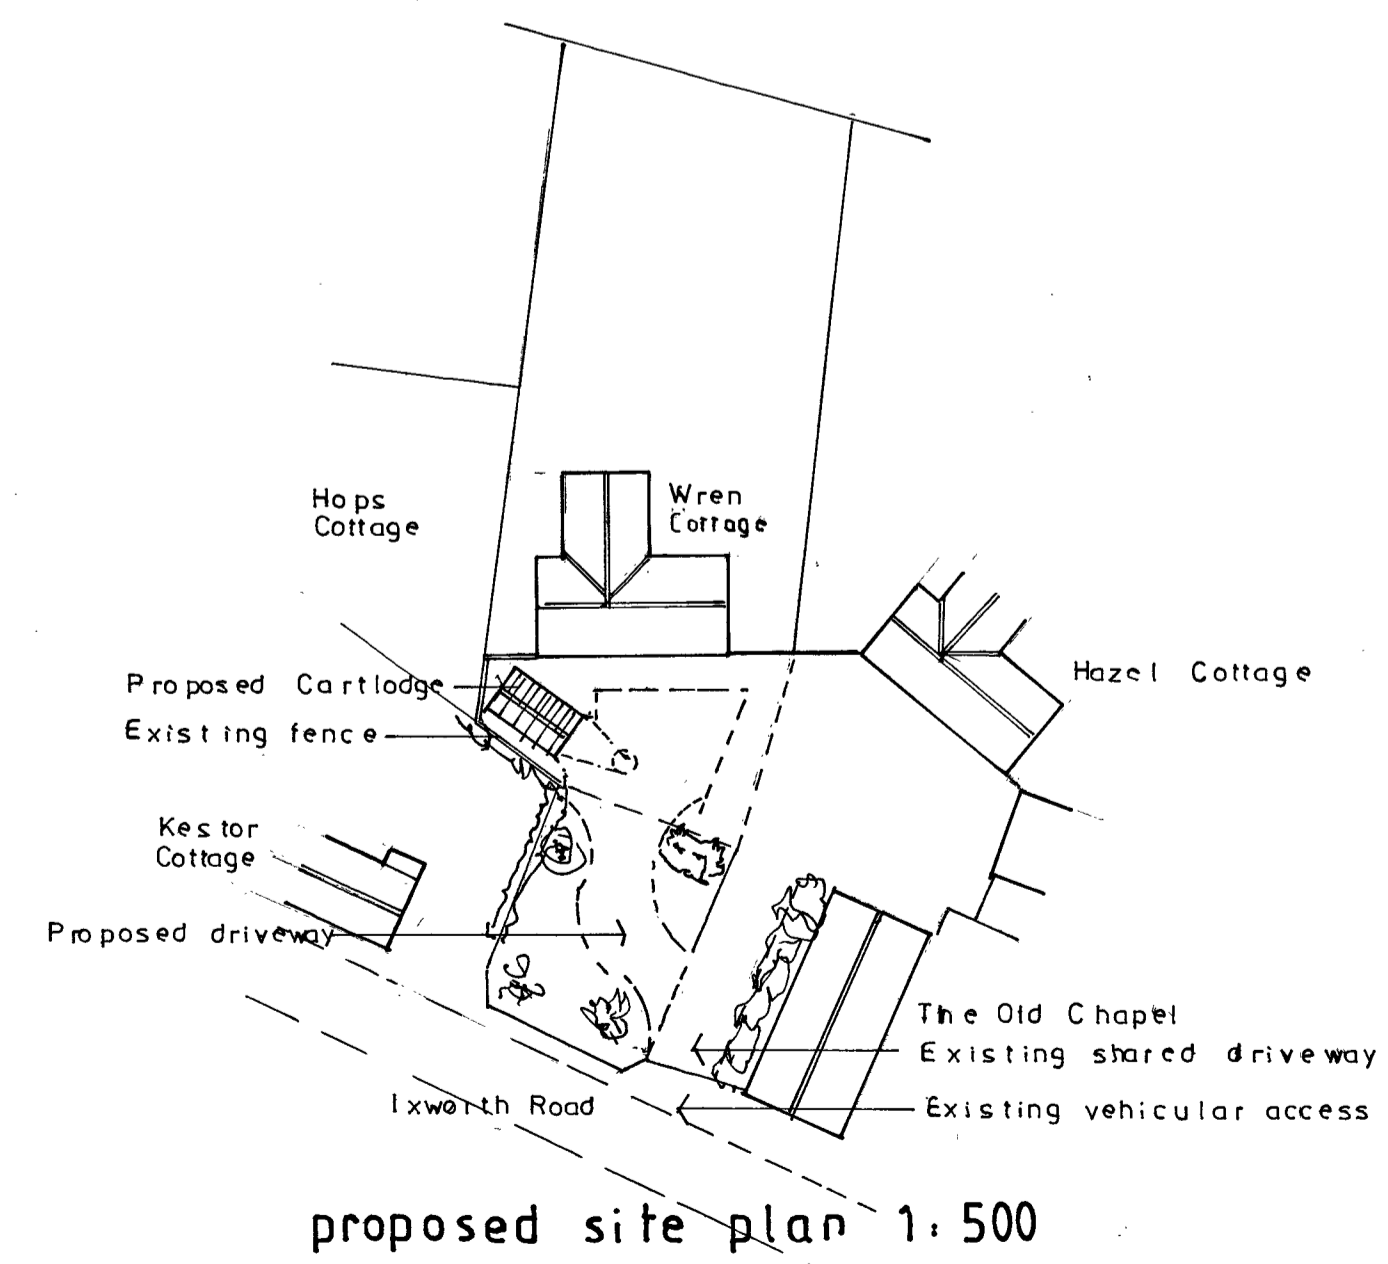 Hops
Cottage
Wren
Cottage
Hazel Cottage
Proposed Cartlodge
Existing fence
Kestor
Cottage
Proposed driveway
The Old Chapel
Existing shared driveway
Existing vehicular access
Ixworth Road
proposed site plan 1:500